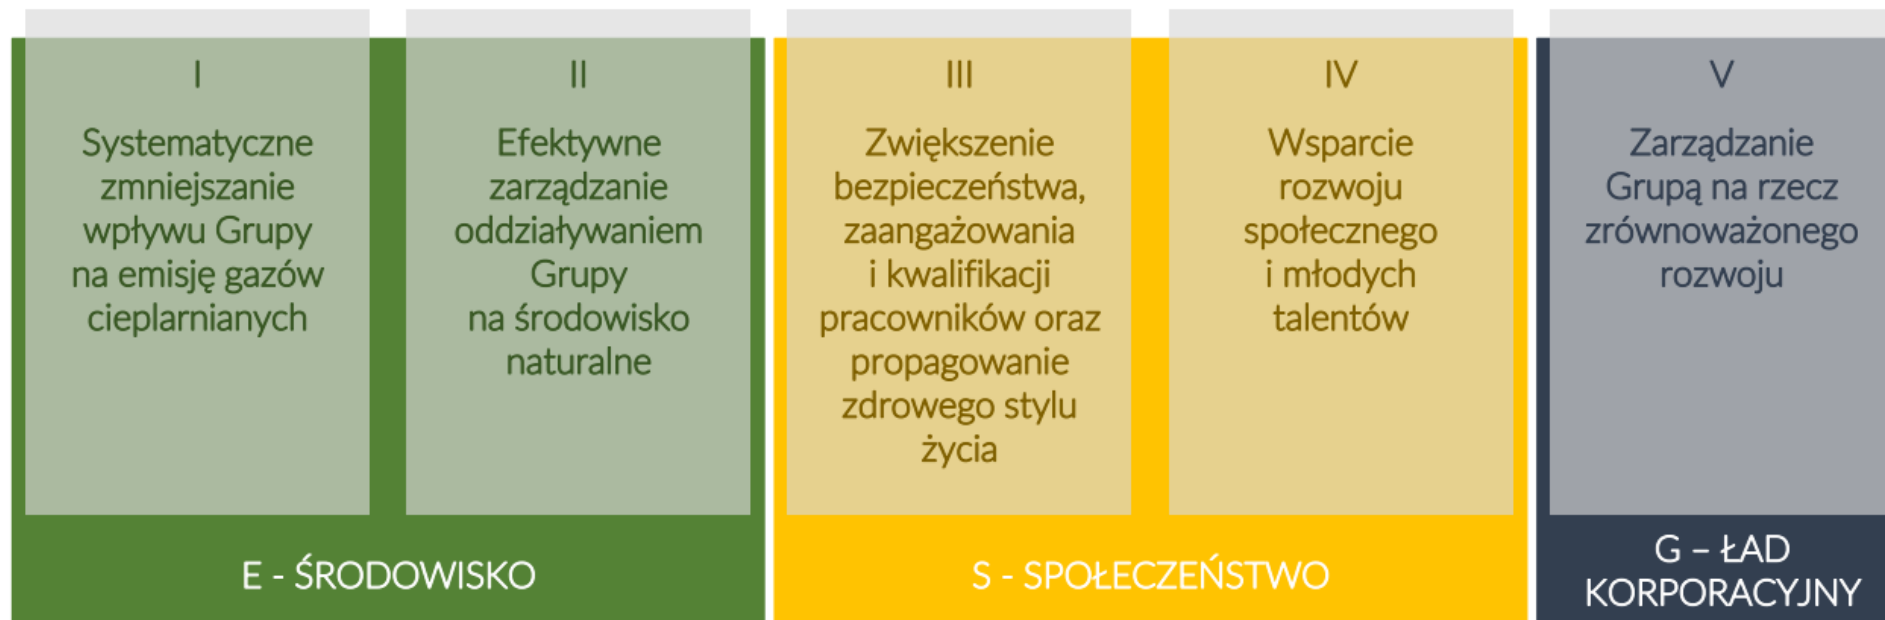 I
Systematyczne
zmniejszanie
wpływu Grupy
na emisję gazów
cieplarnianych
II
Efektywne
zarządzanie
oddziaływaniem
Grupy
na środowisko
naturalne
E - ŚRODOWISKO
III
Zwiększenie
bezpieczeństwa,
zaangażowania
i kwalifikacji
pracowników oraz
propagowanie
zdrowego stylu
życia
IV
Wsparcie
rozwoju
społecznego
i młodych
talentów
S - SPOŁECZEŃSTWO
V
Zarządzanie
Grupą na rzecz
zrównoważonego
rozwoju
G – ŁAD
KORPORACYJNY